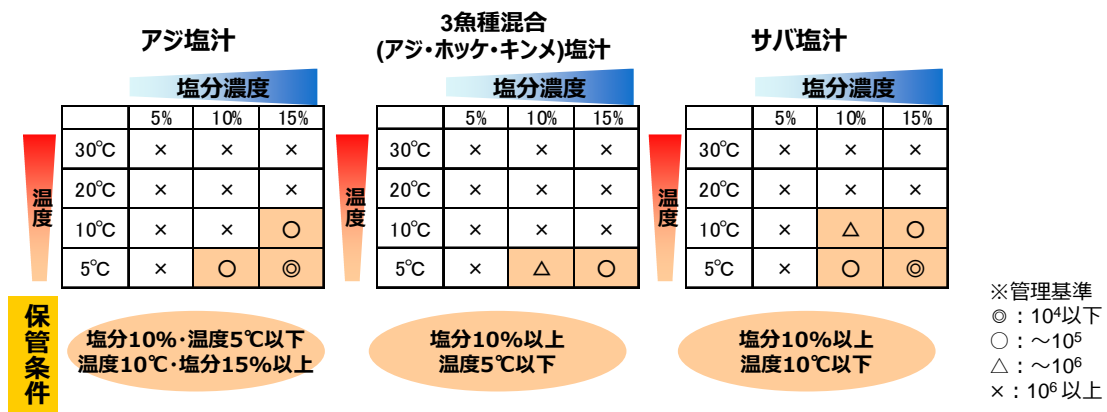 アジ塩汁
塩分濃度
5% 10% 15%
30℃ × × ×
20℃ × × ×
10℃ × × ○
5℃ × ○ ◎
温度
3魚種混合
(アジ・ホッケ・キンメ)塩汁
塩分濃度
5% 10% 15%
30℃ × × ×
20℃ × × ×
10℃ × × ×
5℃ × △ ○
温度
サバ塩汁
塩分濃度
5% 10% 15%
30℃ × × ×
20℃ × × ×
10℃ × △ ○
5℃ × ○ ◎
温度
保管条件
塩分10%・温度5℃以下
温度10℃・塩分15%以上
塩分10%以上
温度5℃以下
塩分10%以上
温度10℃以下
※管理基準
◎：10⁴以下
○：～10⁵
△：～10⁶
×：10⁶以上